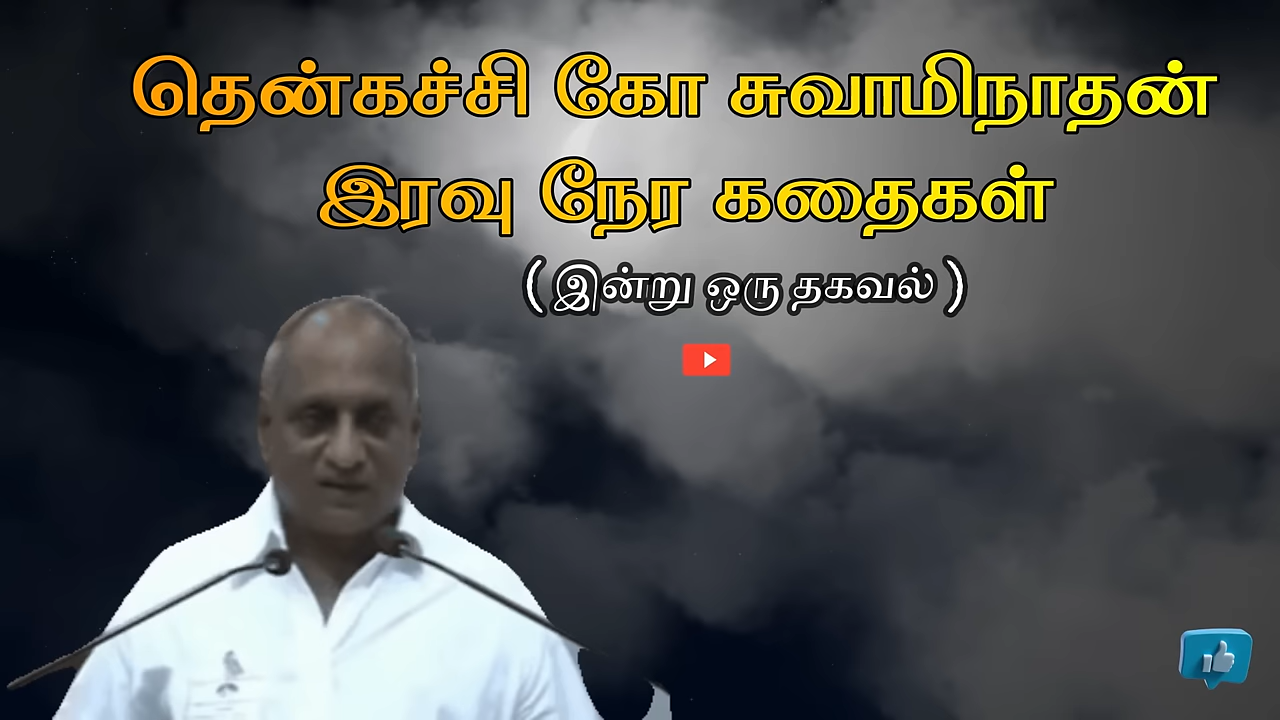 தென்கச்சி கோ சுவாமிநாதன்
இரவு நேர கதைகள்
( இன்று ஒரு தகவல் )